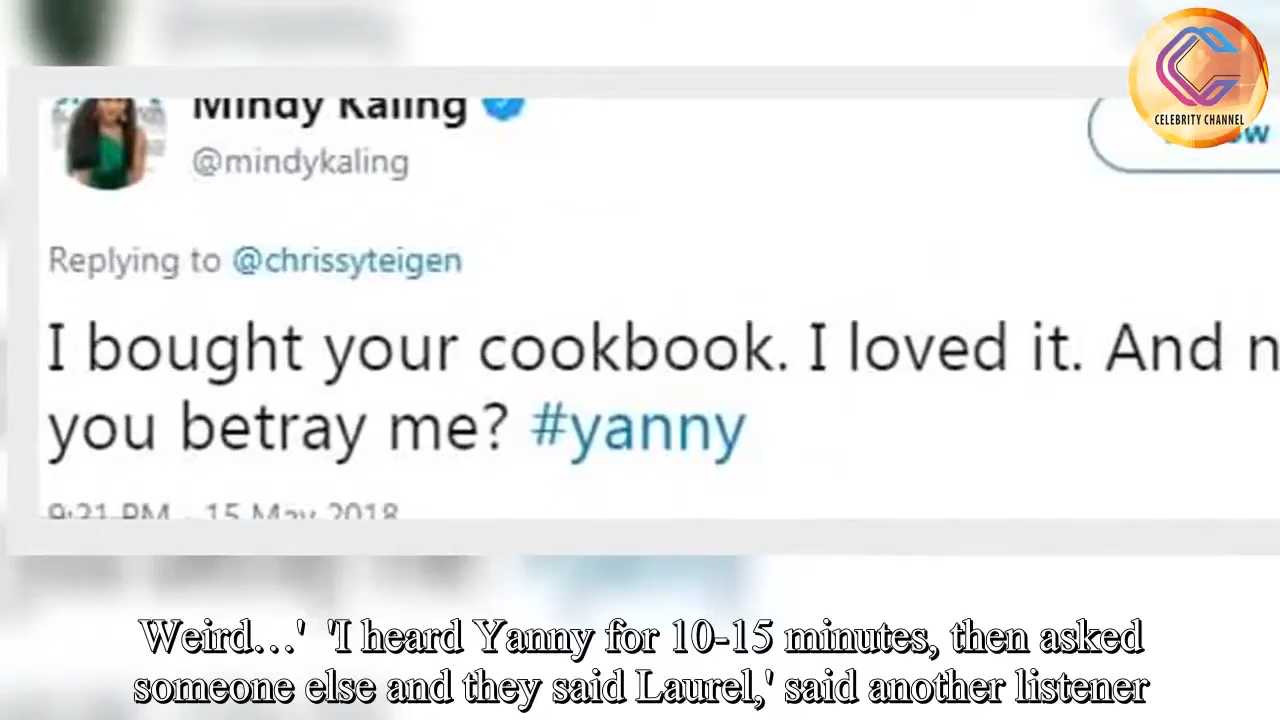 Mindy Kaling
CELEBRITY CHANNEL
@mindykaling
Replying to @chrissyteigen
I bought your cookbook. I loved it. And
you betray me? #yanny
9:21 PM - 15 May 2018
Weird...' 'I heard Yanny for 10-15 minutes, then asked
someone else and they said Laurel,' said another listener